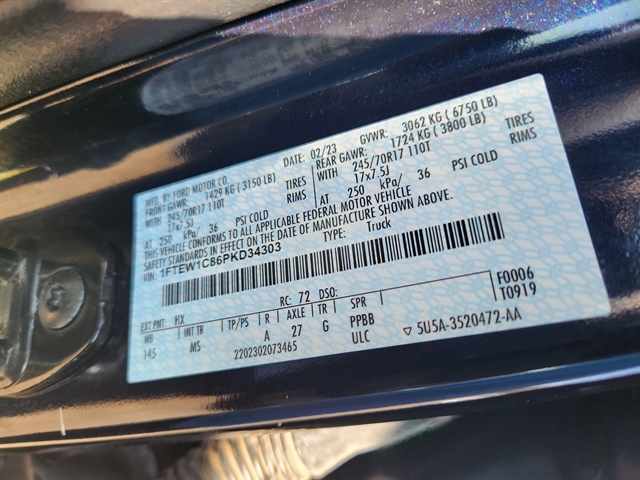 MFD. BY FORD MOTOR CO.
DATE: 02/23 GVWR: 3062 KG ( 6750 LB)
FRONT GAWR: 1429 KG ( 3150 LB) REAR GAWR: 1724 KG ( 3800 LB)
245/70R17 110T TIRES WITH 245/70R17 110T TIRES
17x7.5J RIMS 17x7.5J RIMS
AT 250 kPa/ 36 PSI COLD AT 250 kPa/ 36 PSI COLD
THIS VEHICLE CONFORMS TO ALL APPLICABLE FEDERAL MOTOR VEHICLE
SAFETY STANDARDS IN EFFECT ON THE DATE OF MANUFACTURE SHOWN ABOVE.
VIN: 1FTEW1C86PKD34303 TYPE: Truck
F0006
T0919
EXT PNT: HX RC: 72 DSO:
WB INT TR TP/PS R AXLE TR SPR
145 MS A 27 G PPBB
2202302073465 ULC 5U5A-3520472-AA